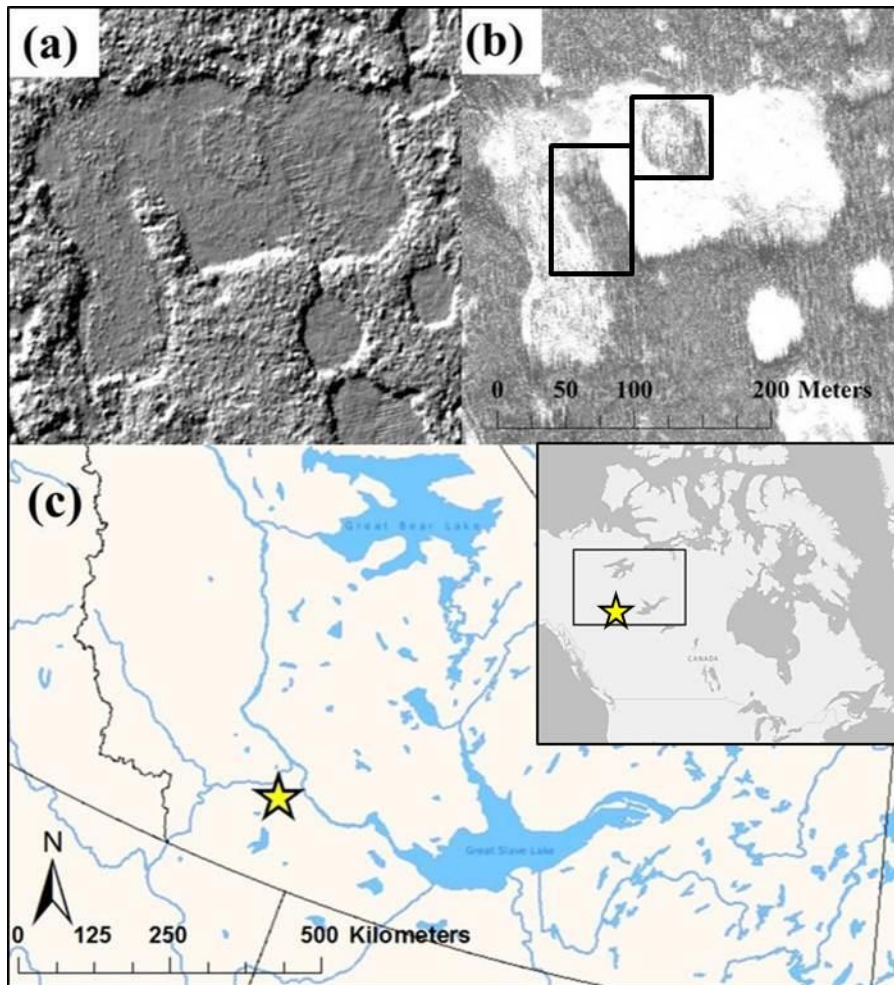 (a)
(b)
0 50 100 200 Meters
(c)
Great Bear Lake
CANADA
Great Slave Lake
N
0 125 250 500 Kilometers